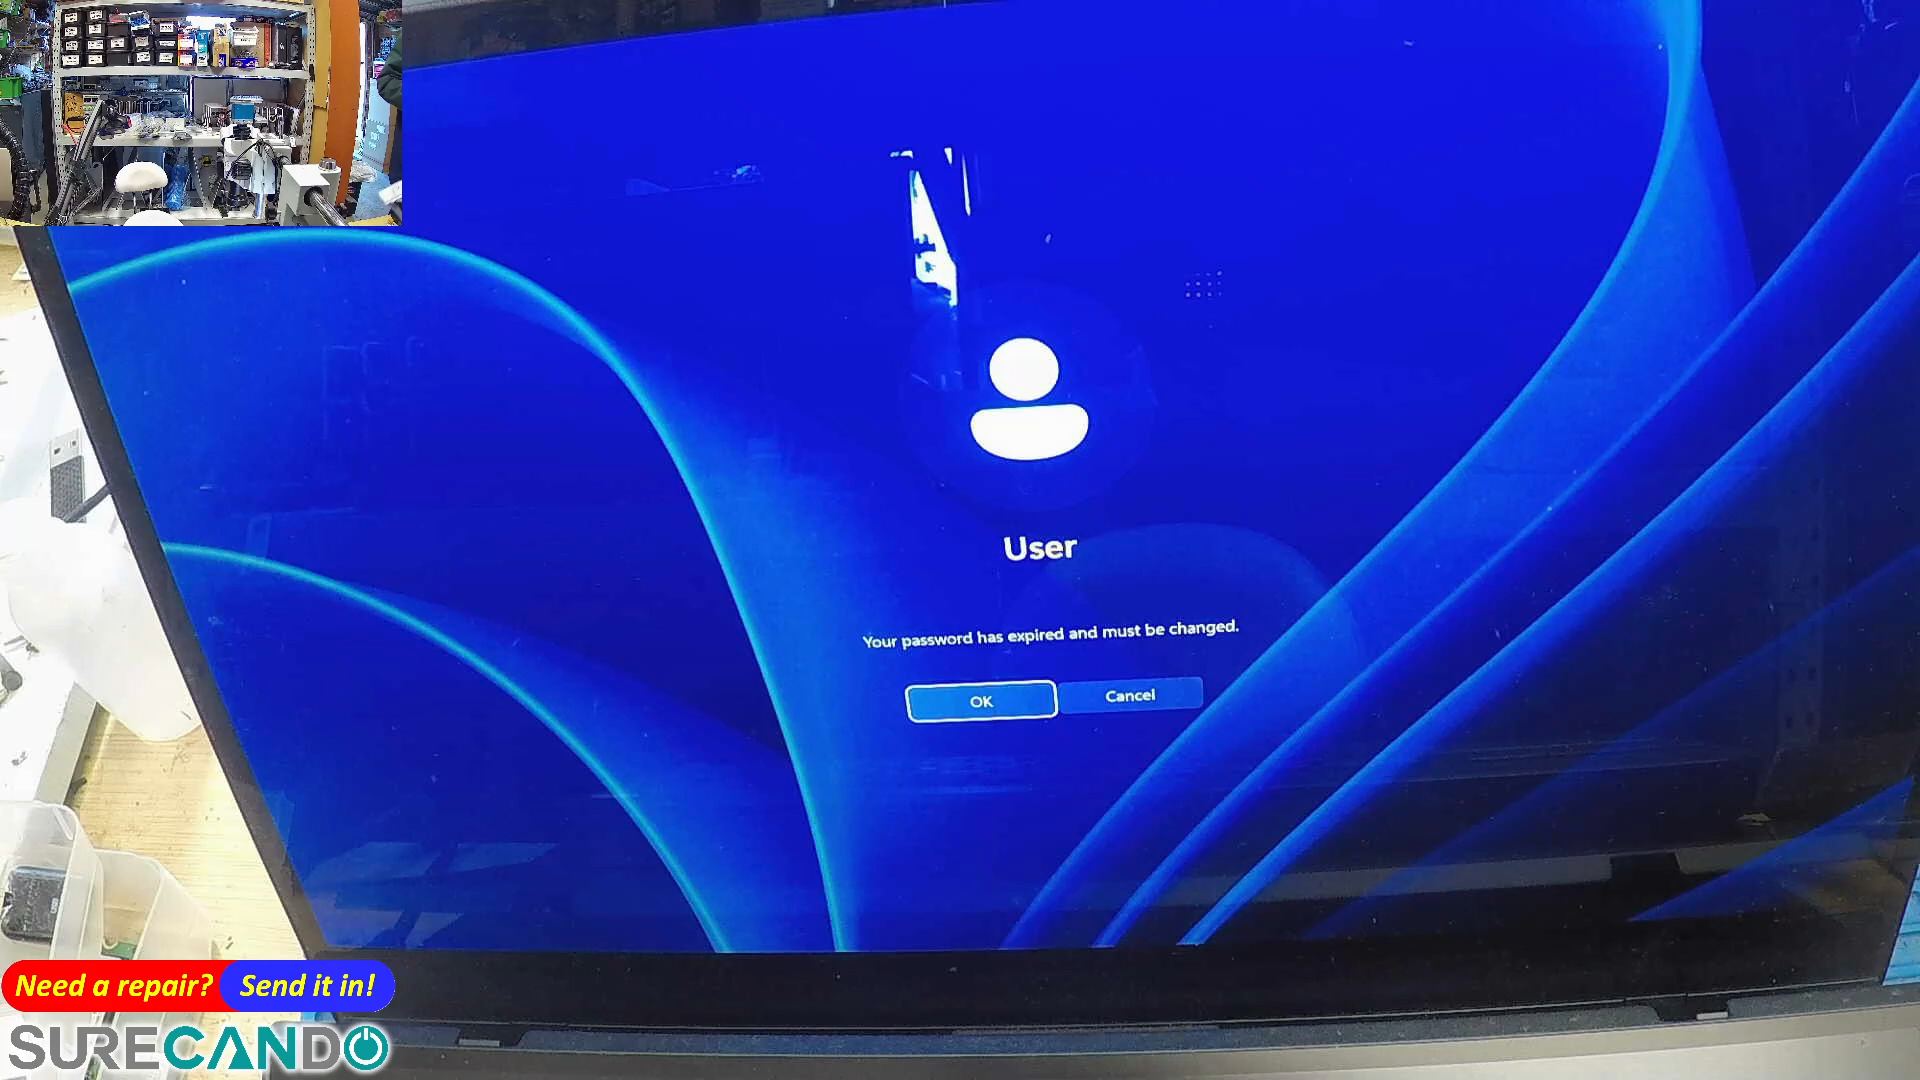 User
Your password has expired and must be changed.
OK
Cancel
Need a repair? Send it in!
SURECANDO